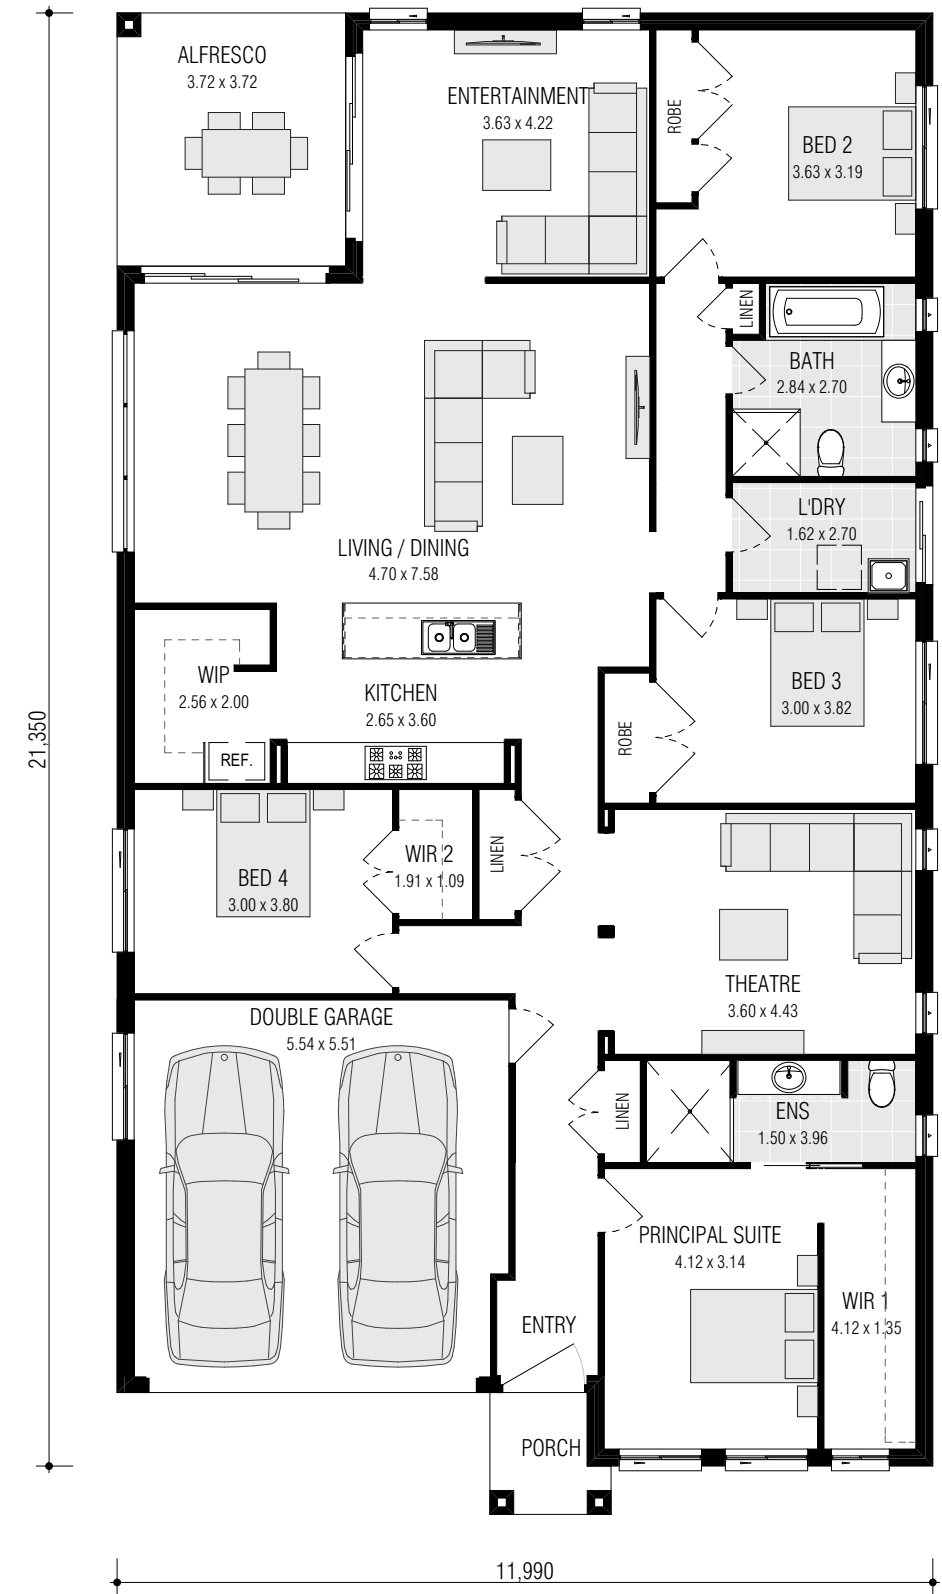 ALFRESCO
3.72 x 3.72
ENTERTAINMENT
3.63 x 4.22
ROBE
BED 2
3.63 x 3.19
LINEN
BATH
2.84 x 2.70
L'DRY
1.62 x 2.70
LIVING / DINING
4.70 x 7.58
WIP
2.56 x 2.00
REF.
KITCHEN
2.65 x 3.60
ROBE
BED 3
3.00 x 3.82
21,350
BED 4
3.00 x 3.80
WIR 2
1.91 x 1.09
LINEN
THEATRE
3.60 x 4.43
DOUBLE GARAGE
5.54 x 5.51
LINEN
ENS
1.50 x 3.96
PRINCIPAL SUITE
4.12 x 3.14
WIR 1
4.12 x 1.35
ENTRY
PORCH
11,990